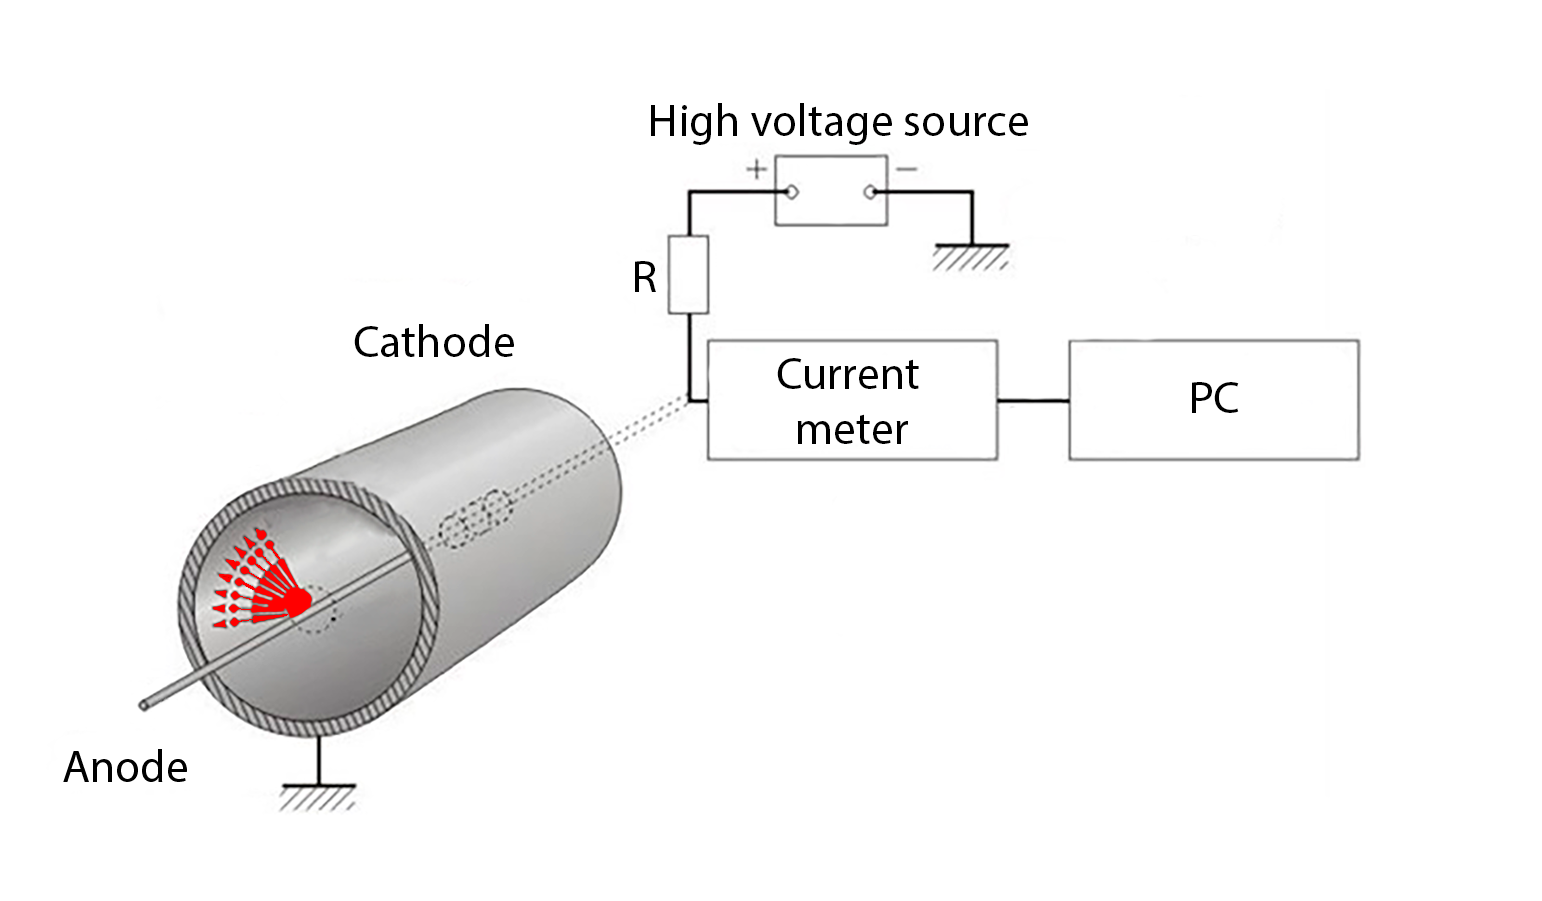 High voltage source
+ −
R
Cathode
Current
meter
PC
Anode